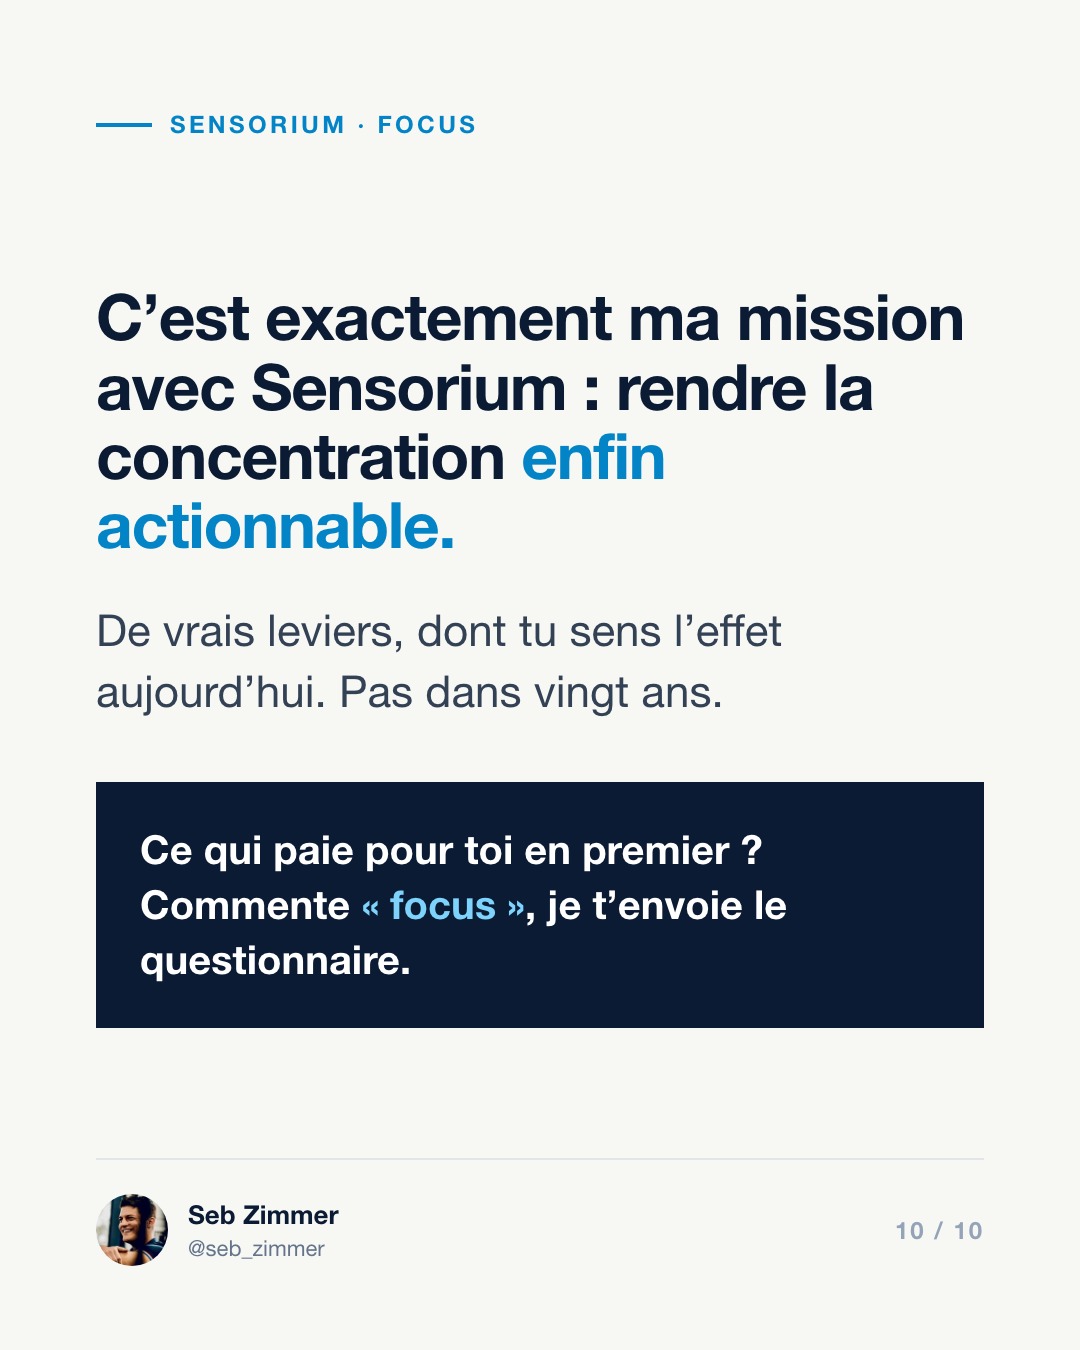 SENSORIUM · FOCUS
C’est exactement ma mission
avec Sensorium : rendre la
concentration enfin
actionnable.
De vrais leviers, dont tu sens l’effet
aujourd’hui. Pas dans vingt ans.
Ce qui paie pour toi en premier ?
Commente « focus », je t’envoie le
questionnaire.
Seb Zimmer
@seb_zimmer
10 / 10